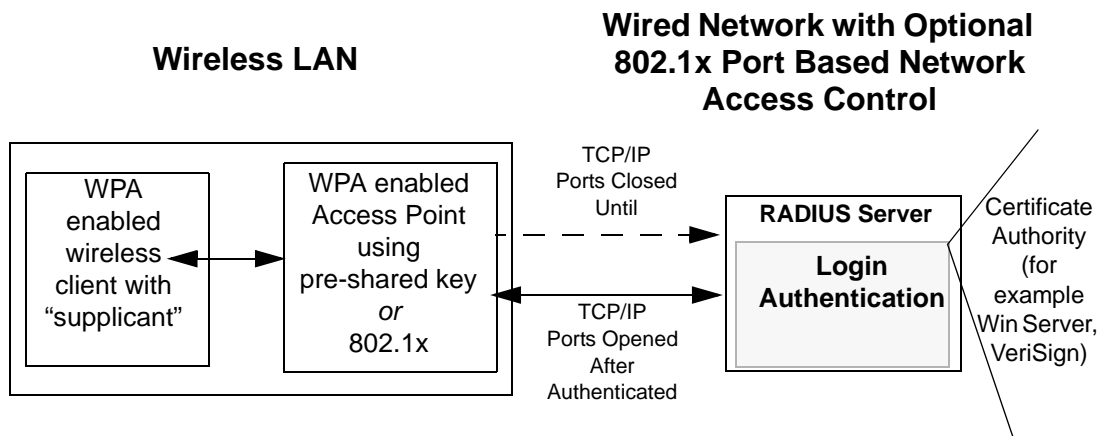 Wireless LAN
Wired Network with Optional
802.1x Port Based Network
Access Control
WPA
enabled
wireless
client with
“supplicant”
WPA enabled
Access Point
using
pre-shared key
or
802.1x
TCP/IP
Ports Closed
Until
TCP/IP
Ports Opened
After
Authenticated
RADIUS Server
Login
Authentication
Certificate
Authority
(for
example
Win Server,
VeriSign)